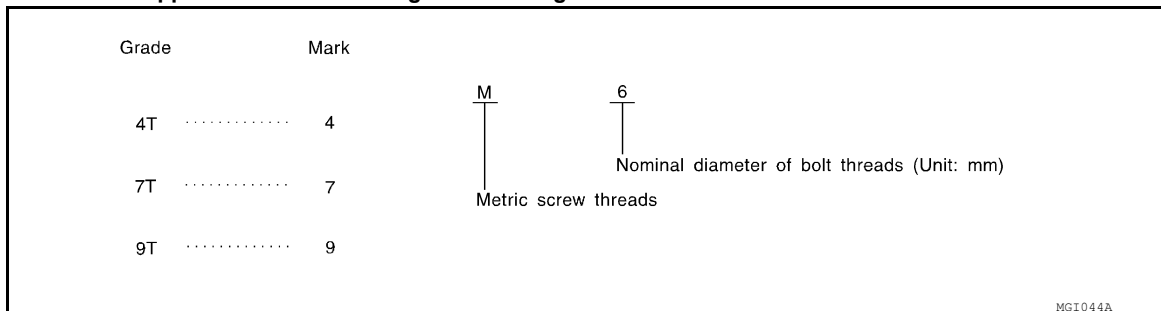 Grade Mark
M 6
4T ............. 4
Nominal diameter of bolt threads (Unit: mm)
7T ............. 7
Metric screw threads
9T ............. 9
MGI044A